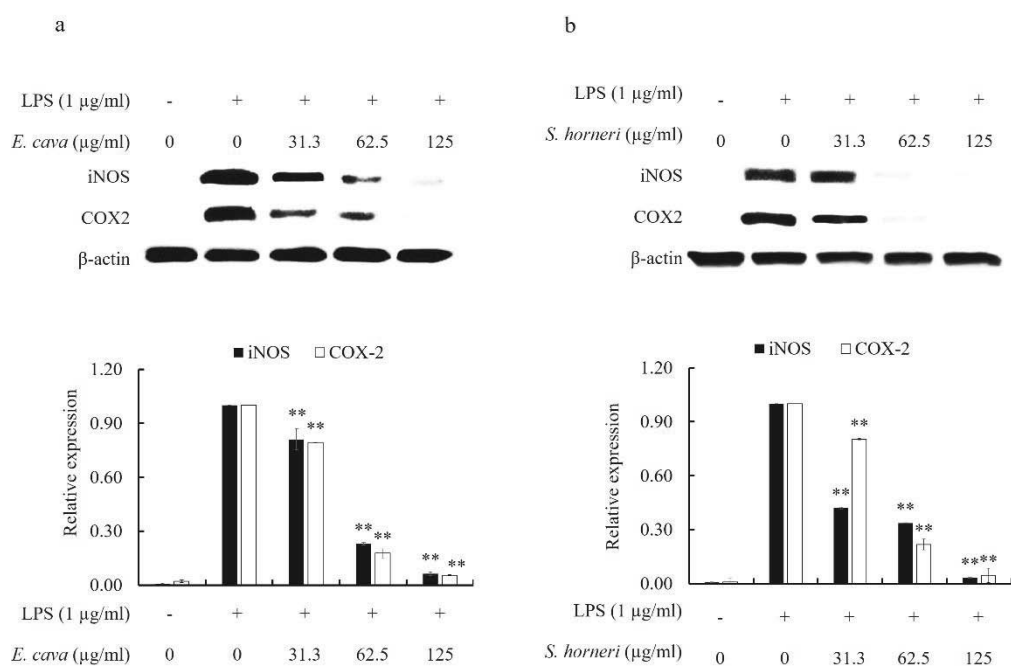 a
LPS (1 µg/ml) - + + + +
E. cava (µg/ml) 0 0 31.3 62.5 125
iNOS
COX2
β-actin
iNOS COX-2
1.20
0.90
0.60
0.30
0.00
Relative expression
** **
** **
** **
LPS (1 µg/ml) - + + + +
E. cava (µg/ml) 0 0 31.3 62.5 125
b
LPS (1 µg/ml) - + + + +
S. horneri (µg/ml) 0 0 31.3 62.5 125
iNOS
COX2
β-actin
iNOS COX-2
1.20
0.90
0.60
0.30
0.00
Relative expression
** **
** **
** **
LPS (1 µg/ml) - + + + +
S. horneri (µg/ml) 0 0 31.3 62.5 125